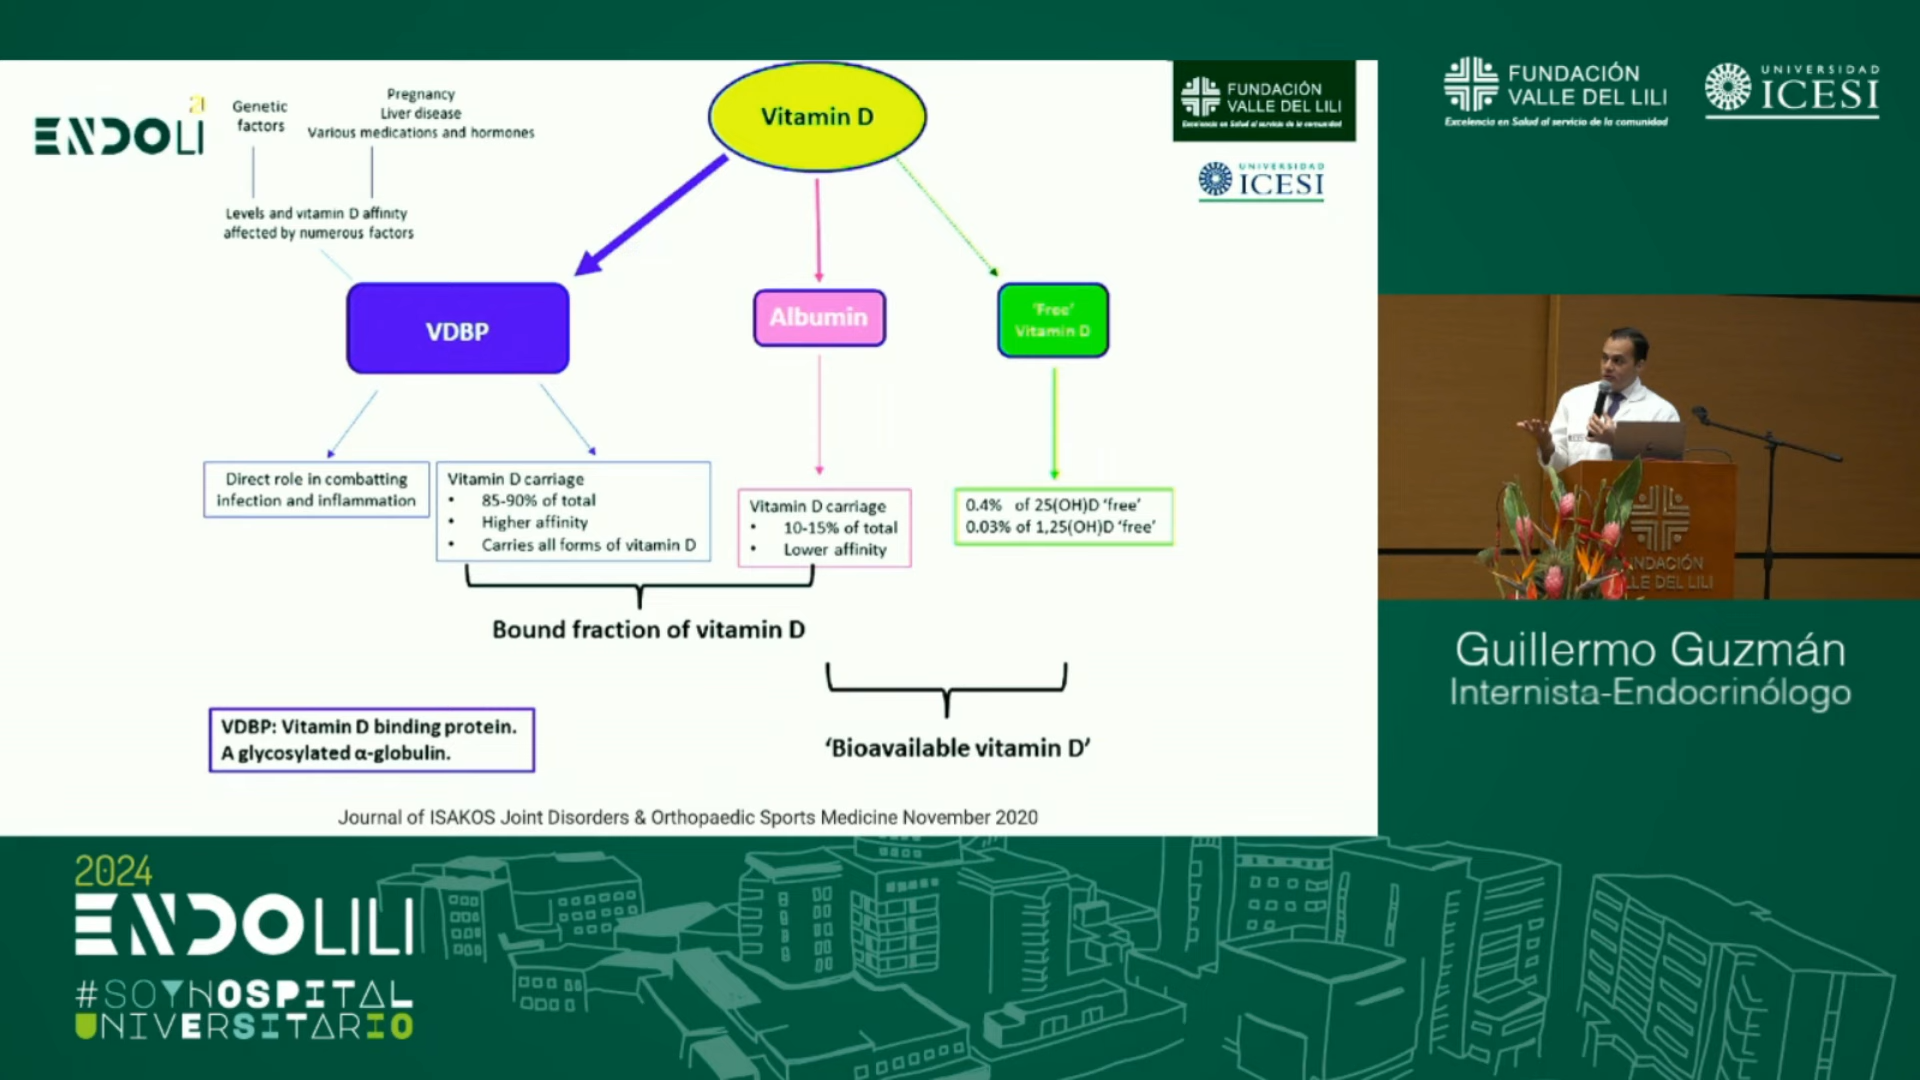 ENDOLI
21
Genetic
factors
Pregnancy
Liver disease
Various medications and hormones
Levels and vitamin D affinity
affected by numerous factors
Vitamin D
FUNDACIÓN
VALLE DEL LILI
Excelencia en Salud al servicio de la comunidad
UNIVERSIDAD
ICESI
VDBP
Albumin
'Free'
Vitamin D
Direct role in combatting
infection and inflammation
Vitamin D carriage
• 85-90% of total
• Higher affinity
• Carries all forms of vitamin D
Vitamin D carriage
• 10-15% of total
• Lower affinity
0.4% of 25(OH)D 'free'
0.03% of 1,25(OH)D 'free'
Bound fraction of vitamin D
'Bioavailable vitamin D'
VDBP: Vitamin D binding protein.
A glycosylated α-globulin.
Journal of ISAKOS Joint Disorders & Orthopaedic Sports Medicine November 2020
FUNDACIÓN
VALLE DEL LILI
Excelencia en Salud al servicio de la comunidad
UNIVERSIDAD
ICESI
NDACIÓN
LLE DEL LILI
Guillermo Guzmán
Internista-Endocrinólogo
2024
ENDOLILI
#SOYHOSPITAL
UNIVERSITARIO